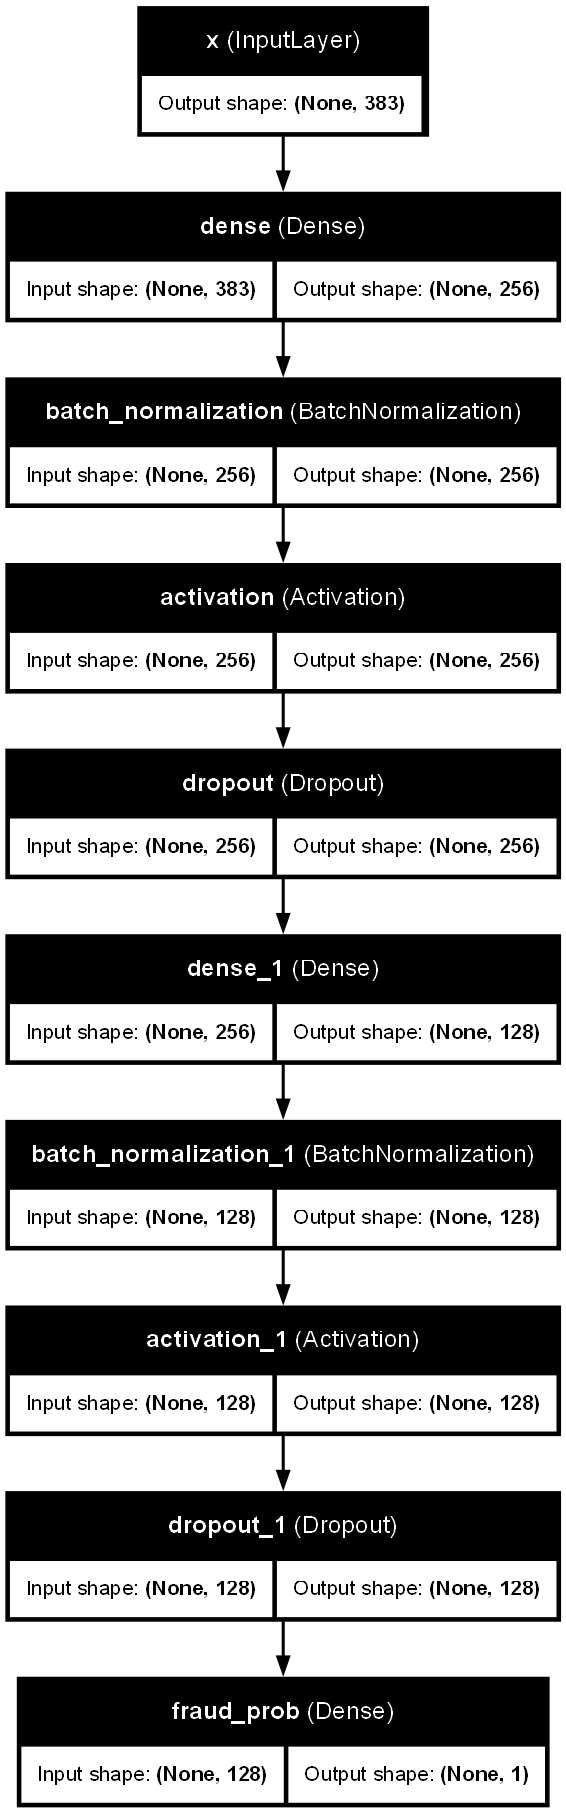 x (InputLayer)
Output shape: (None, 383)
dense (Dense)
Input shape: (None, 383) Output shape: (None, 256)
batch_normalization (BatchNormalization)
Input shape: (None, 256) Output shape: (None, 256)
activation (Activation)
Input shape: (None, 256) Output shape: (None, 256)
dropout (Dropout)
Input shape: (None, 256) Output shape: (None, 256)
dense_1 (Dense)
Input shape: (None, 256) Output shape: (None, 128)
batch_normalization_1 (BatchNormalization)
Input shape: (None, 128) Output shape: (None, 128)
activation_1 (Activation)
Input shape: (None, 128) Output shape: (None, 128)
dropout_1 (Dropout)
Input shape: (None, 128) Output shape: (None, 128)
fraud_prob (Dense)
Input shape: (None, 128) Output shape: (None, 1)